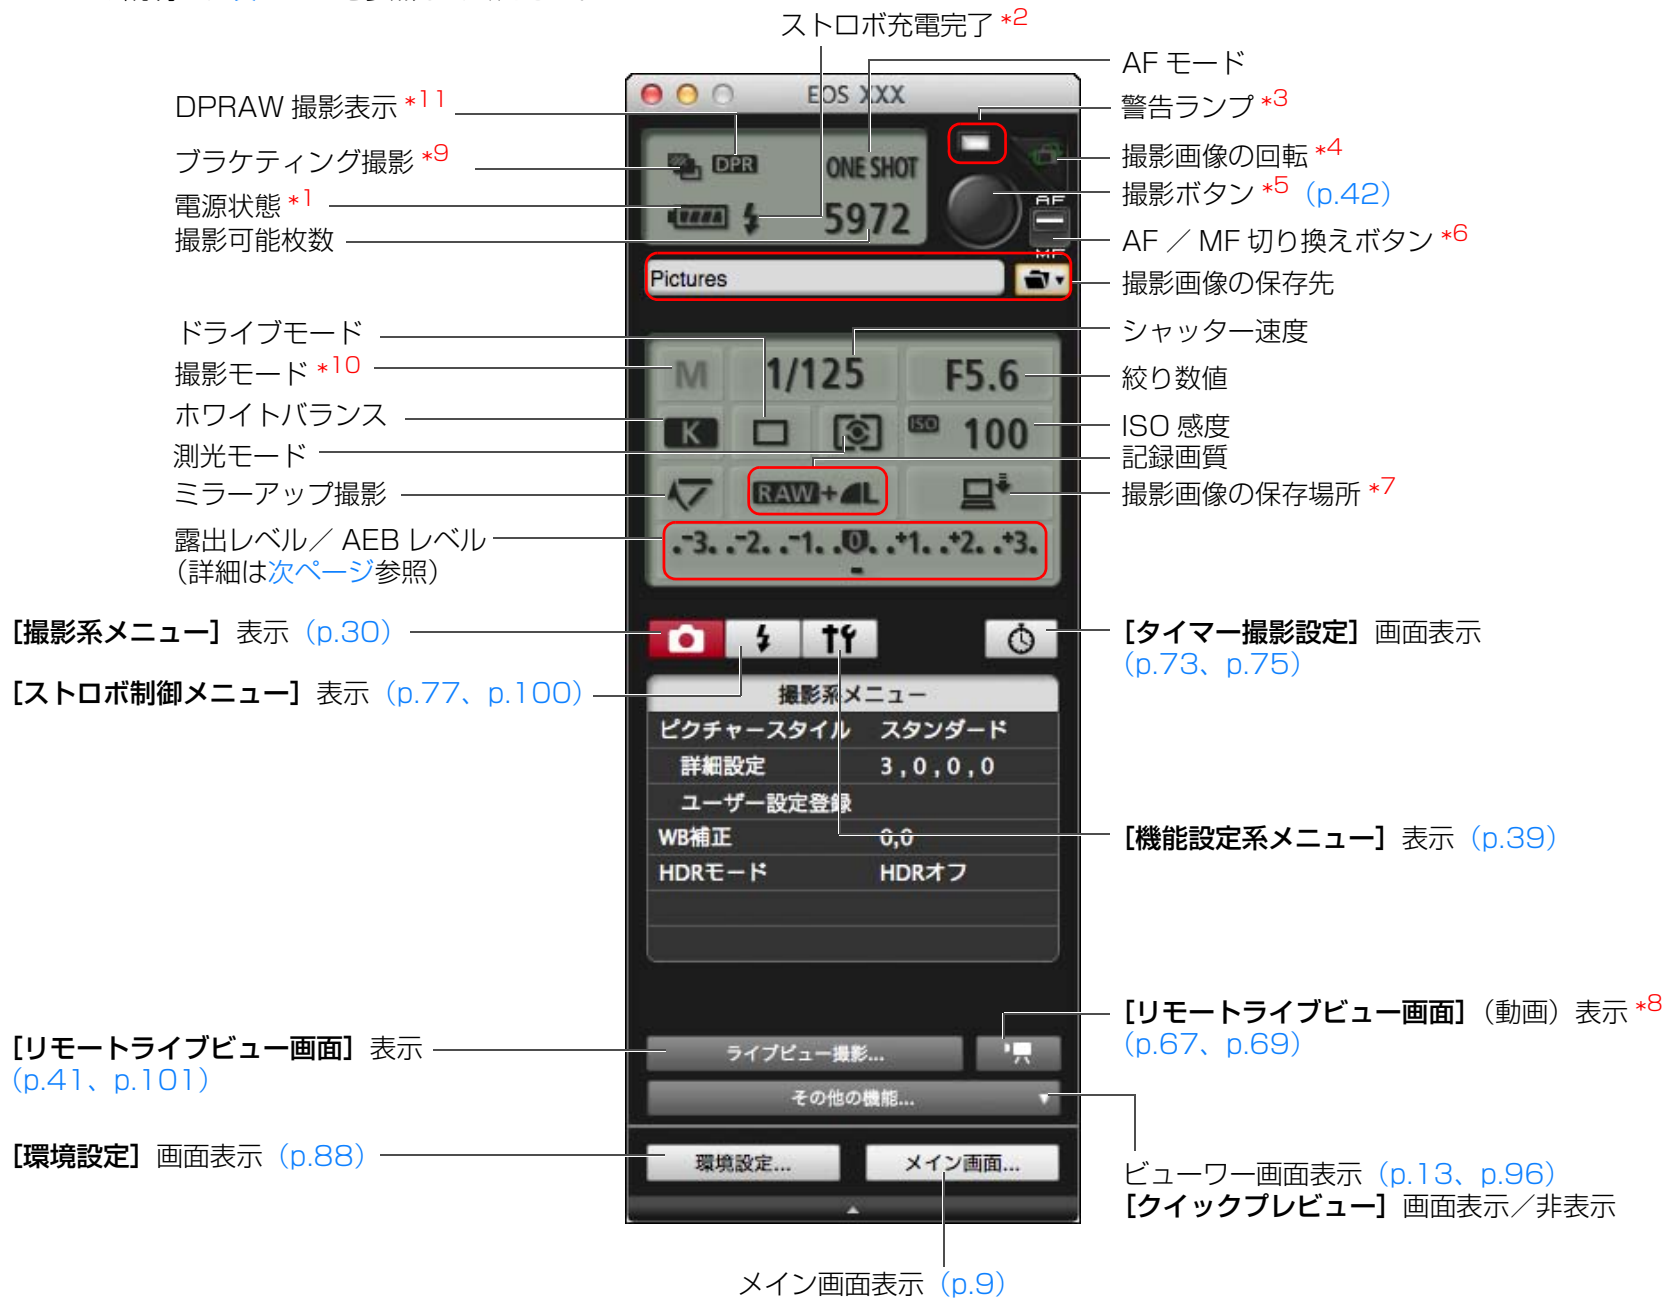 ストロボ充電完了 *2
AF モード
DPRAW 撮影表示 *11
警告ランプ *3
ブラケティング撮影 *9
撮影画像の回転 *4
電源状態 *1
撮影ボタン *5 (p.42)
撮影可能枚数
AF ／ MF 切り換えボタン *6
撮影画像の保存先
EOS XXX
DPR
ONE SHOT
5972
AF
MF
Pictures
ドライブモード
シャッター速度
撮影モード *10
絞り数値
ホワイトバランス
ISO 感度
測光モード
記録画質
ミラーアップ撮影
撮影画像の保存場所 *7
露出レベル／ AEB レベル
（詳細は次ページ参照）
M 1/125 F5.6
K ISO 100
RAW+L
.-3. .-2. .-1. .0. .+1. .+2. .+3.
[撮影系メニュー] 表示 (p.30)
[タイマー撮影設定] 画面表示
(p.73、p.75)
[ストロボ制御メニュー] 表示 (p.77、p.100)
撮影系メニュー
ピクチャースタイル スタンダード
詳細設定 3 , 0 , 0 , 0
ユーザー設定登録
WB補正 0,0
HDRモード HDRオフ
[機能設定系メニュー] 表示 (p.39)
[リモートライブビュー画面]（動画）表示 *8
(p.67、p.69)
[リモートライブビュー画面] 表示
(p.41、p.101)
ライブビュー撮影...
その他の機能...
[環境設定] 画面表示 (p.88)
環境設定... メイン画面...
ビューワー画面表示 (p.13、p.96)
[クイックプレビュー] 画面表示／非表示
メイン画面表示 (p.9)